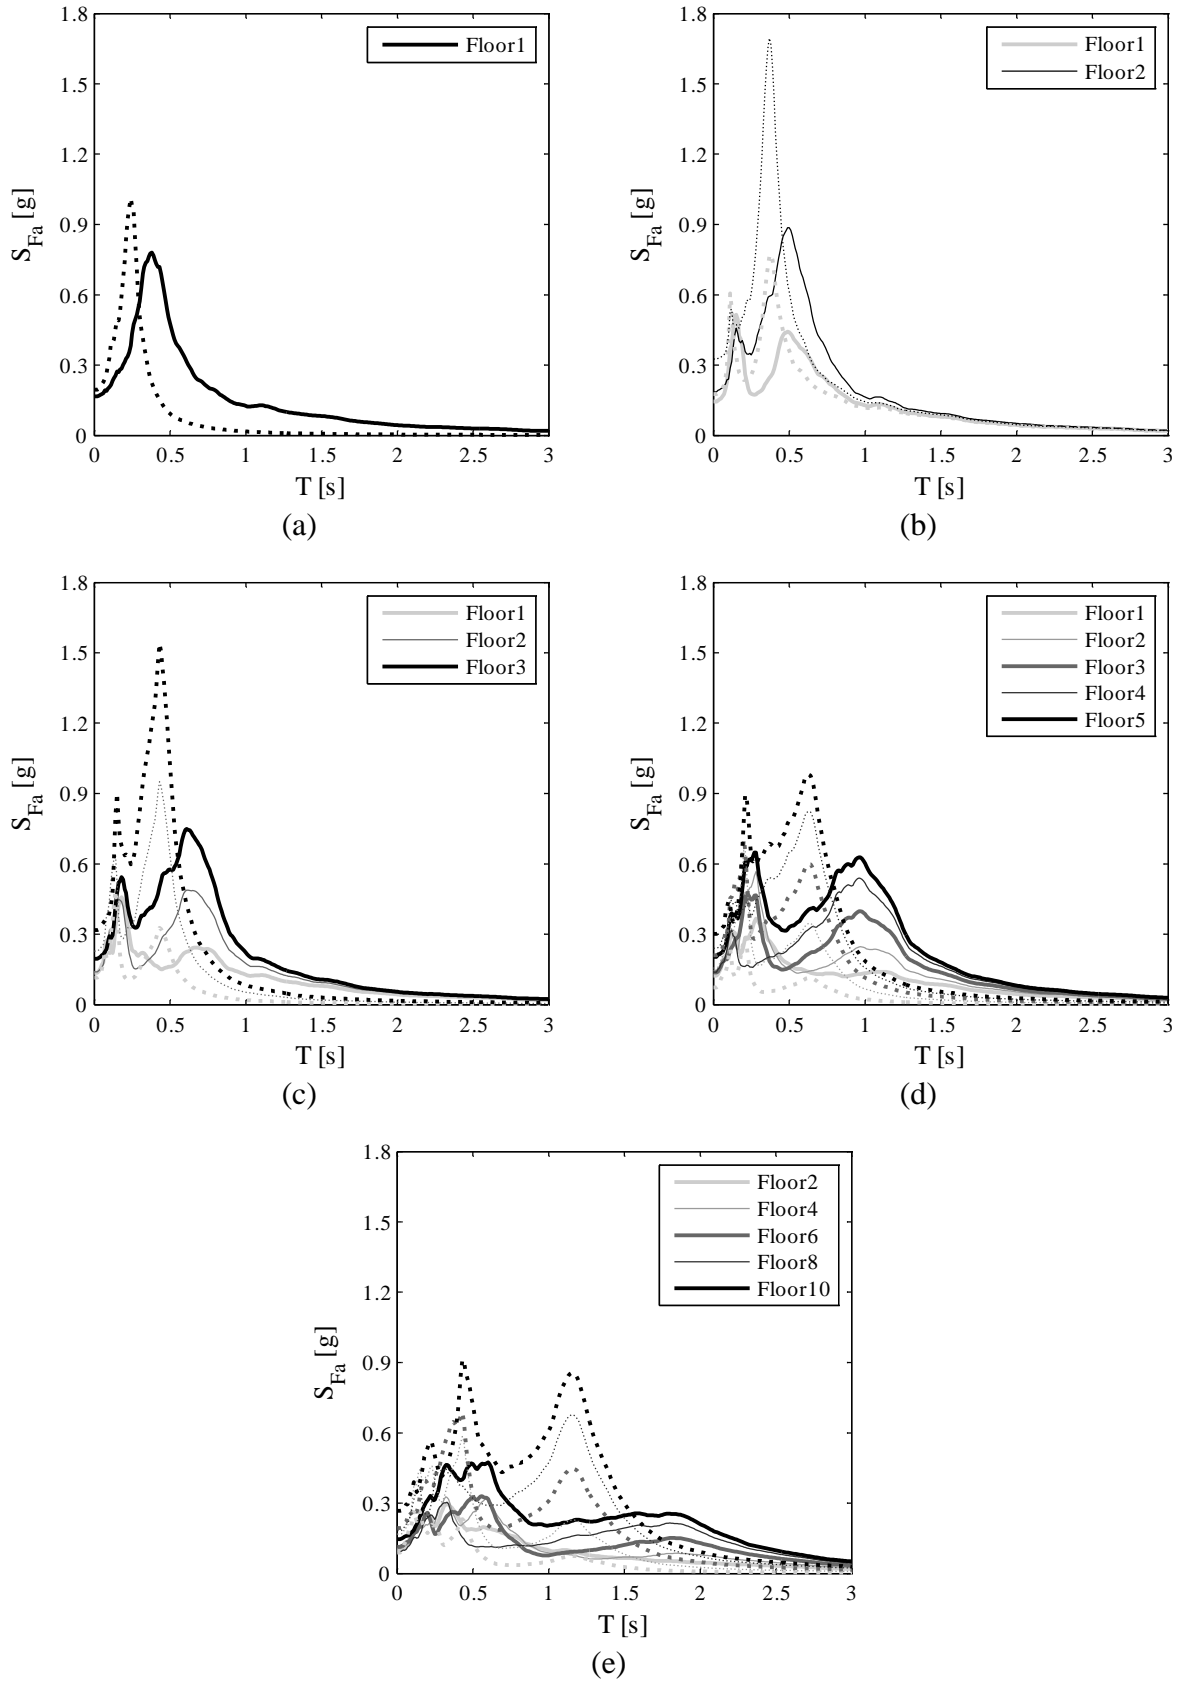 1.8
1.5
1.2
0.9
0.6
0.3
0
S_Fa [g]
Floor1
0 0.5 1 1.5 2 2.5 3
T [s]
(a)
1.8
1.5
1.2
0.9
0.6
0.3
0
S_Fa [g]
Floor1
Floor2
0 0.5 1 1.5 2 2.5 3
T [s]
(b)
1.8
1.5
1.2
0.9
0.6
0.3
0
S_Fa [g]
Floor1
Floor2
Floor3
0 0.5 1 1.5 2 2.5 3
T [s]
(c)
1.8
1.5
1.2
0.9
0.6
0.3
0
S_Fa [g]
Floor1
Floor2
Floor3
Floor4
Floor5
0 0.5 1 1.5 2 2.5 3
T [s]
(d)
1.8
1.5
1.2
0.9
0.6
0.3
0
S_Fa [g]
Floor2
Floor4
Floor6
Floor8
Floor10
0 0.5 1 1.5 2 2.5 3
T [s]
(e)